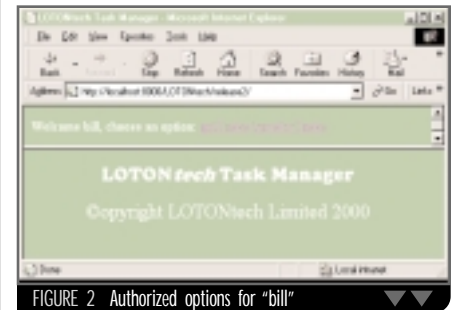 LOTONtech Task Manager - Microsoft Internet Explorer
File Edit View Favorites Tools Help
Back Forward Stop Refresh Home Search Favorites History Mail
Address Go Links
Welcome bill, choose an option:
LOTONtech Task Manager
Copyright LOTONtech Limited 2000
Done Local intranet
FIGURE 2 Authorized options for "bill"